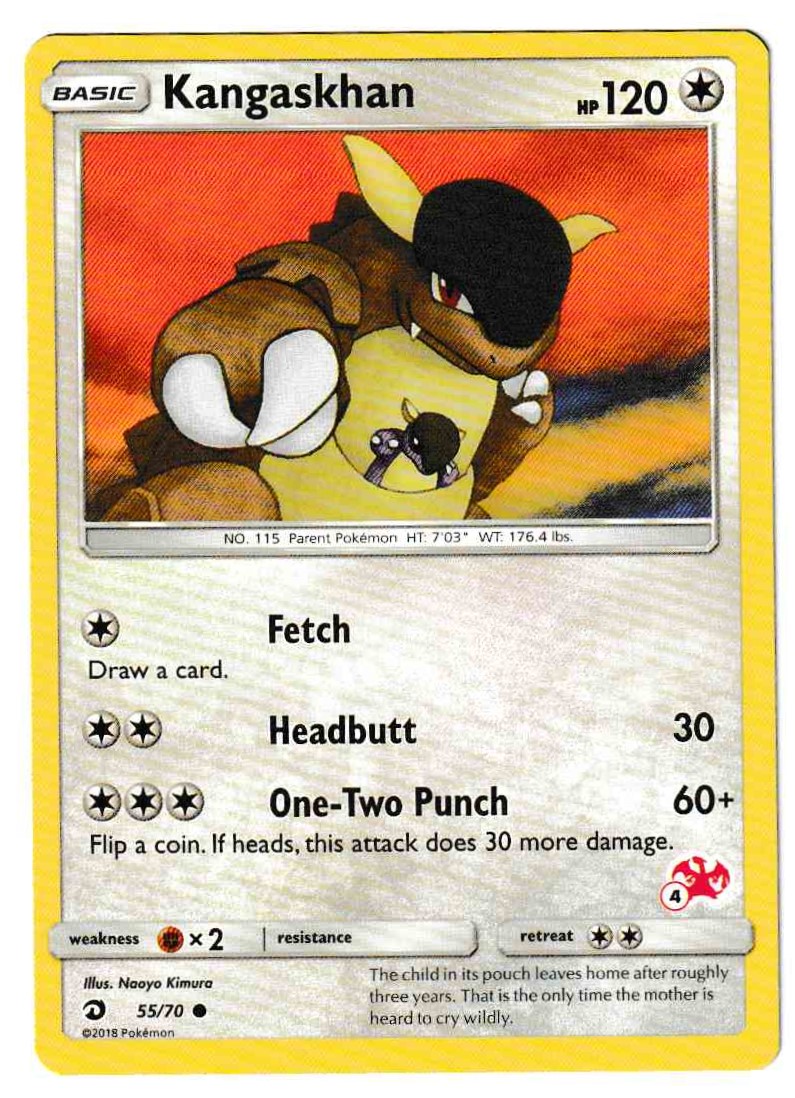 BASIC Kangaskhan HP 120
NO. 115 Parent Pokémon HT: 7'03" WT: 176.4 lbs.
Fetch
Draw a card.
Headbutt 30
One-Two Punch 60+
Flip a coin. If heads, this attack does 30 more damage.
4
weakness ×2 resistance retreat
Illus. Naoyo Kimura
55/70
©2018 Pokémon
The child in its pouch leaves home after roughly
three years. That is the only time the mother is
heard to cry wildly.